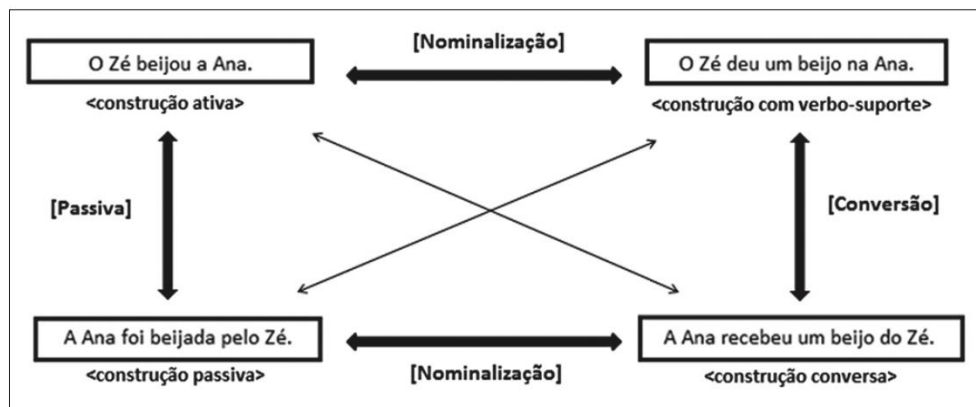 [Nominalização]
O Zé beijou a Ana.
O Zé deu um beijo na Ana.
<construção ativa>
<construção com verbo-suporte>
[Passiva]
[Conversão]
A Ana foi beijada pelo Zé.
A Ana recebeu um beijo do Zé.
<construção passiva>
[Nominalização]
<construção conversa>